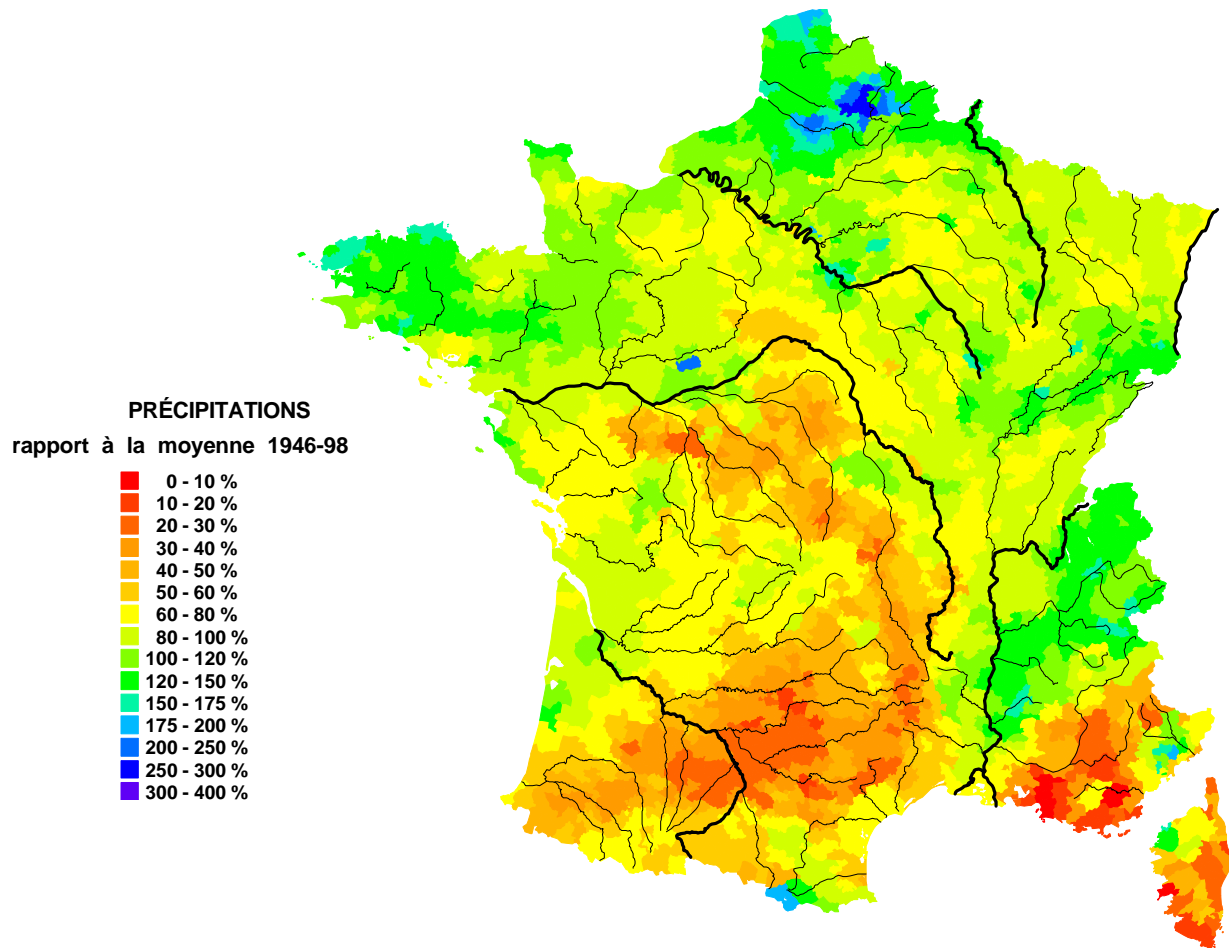 PRÉCIPITATIONS
rapport à la moyenne 1946-98
0 - 10 %
10 - 20 %
20 - 30 %
30 - 40 %
40 - 50 %
50 - 60 %
60 - 80 %
80 - 100 %
100 - 120 %
120 - 150 %
150 - 175 %
175 - 200 %
200 - 250 %
250 - 300 %
300 - 400 %